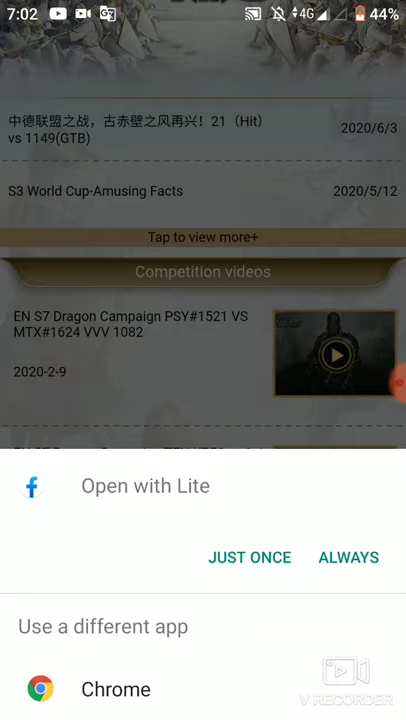 7:02 4G 44%
中德联盟之战，古赤壁之风再兴！21（Hit）
vs 1149(GTB)
2020/6/3
S3 World Cup-Amusing Facts 2020/5/12
Tap to view more+
Competition videos
EN S7 Dragon Campaign PSY#1521 VS
MTX#1624 VVV 1082
2020-2-9
Open with Lite
JUST ONCE ALWAYS
Use a different app
Chrome
V RECORDER